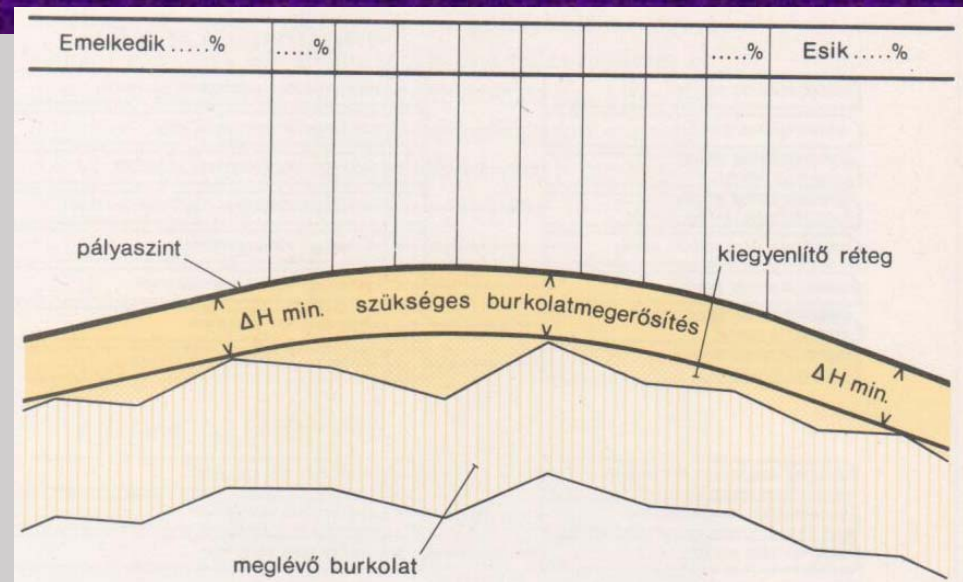 Emelkedik .....% .....% .....% Esik .....%
pályaszint
kiegyenlítő réteg
ΔH min. szükséges burkolatmegerősítés
ΔH min.
meglévő burkolat